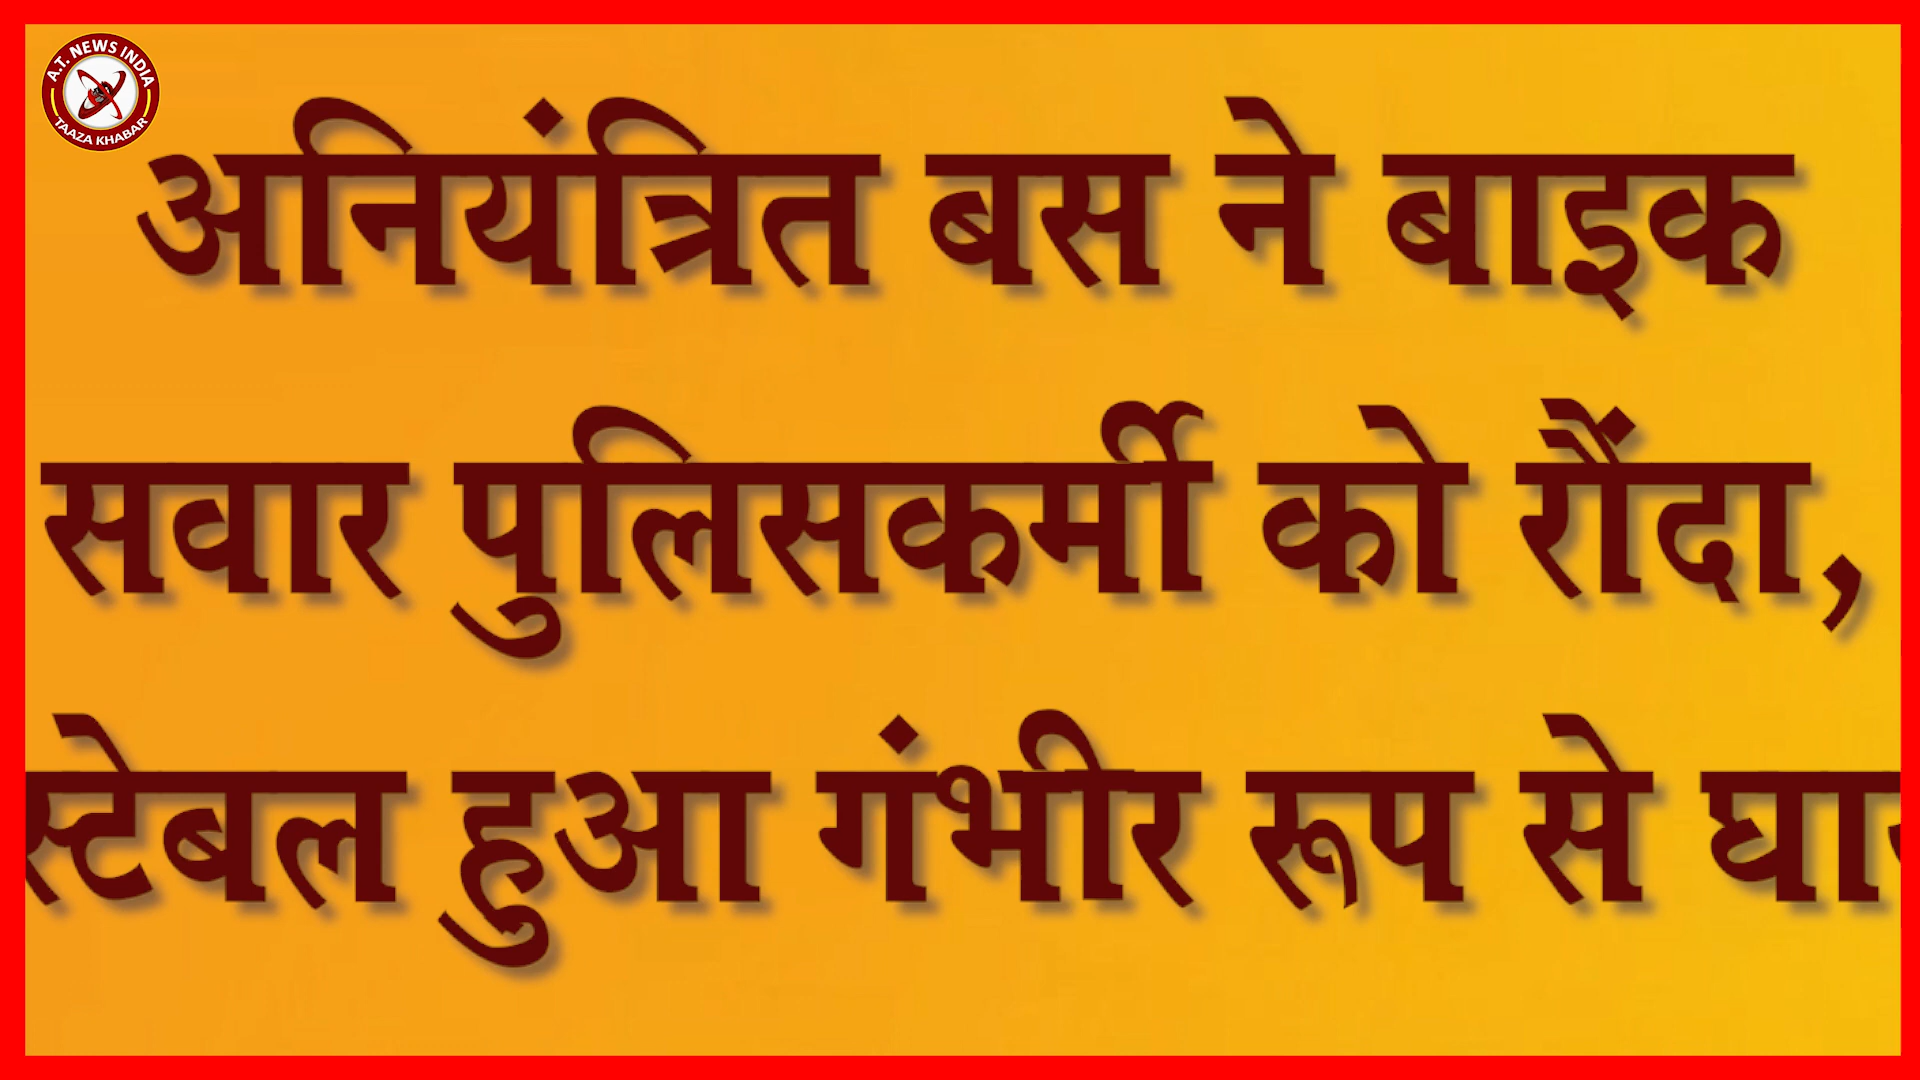 A.T. NEWS INDIA
TAAZA KHABAR
अनियंत्रित बस ने बाइक
सवार पुलिसकर्मी को रौंदा,
स्टेबल हुआ गंभीर रूप से